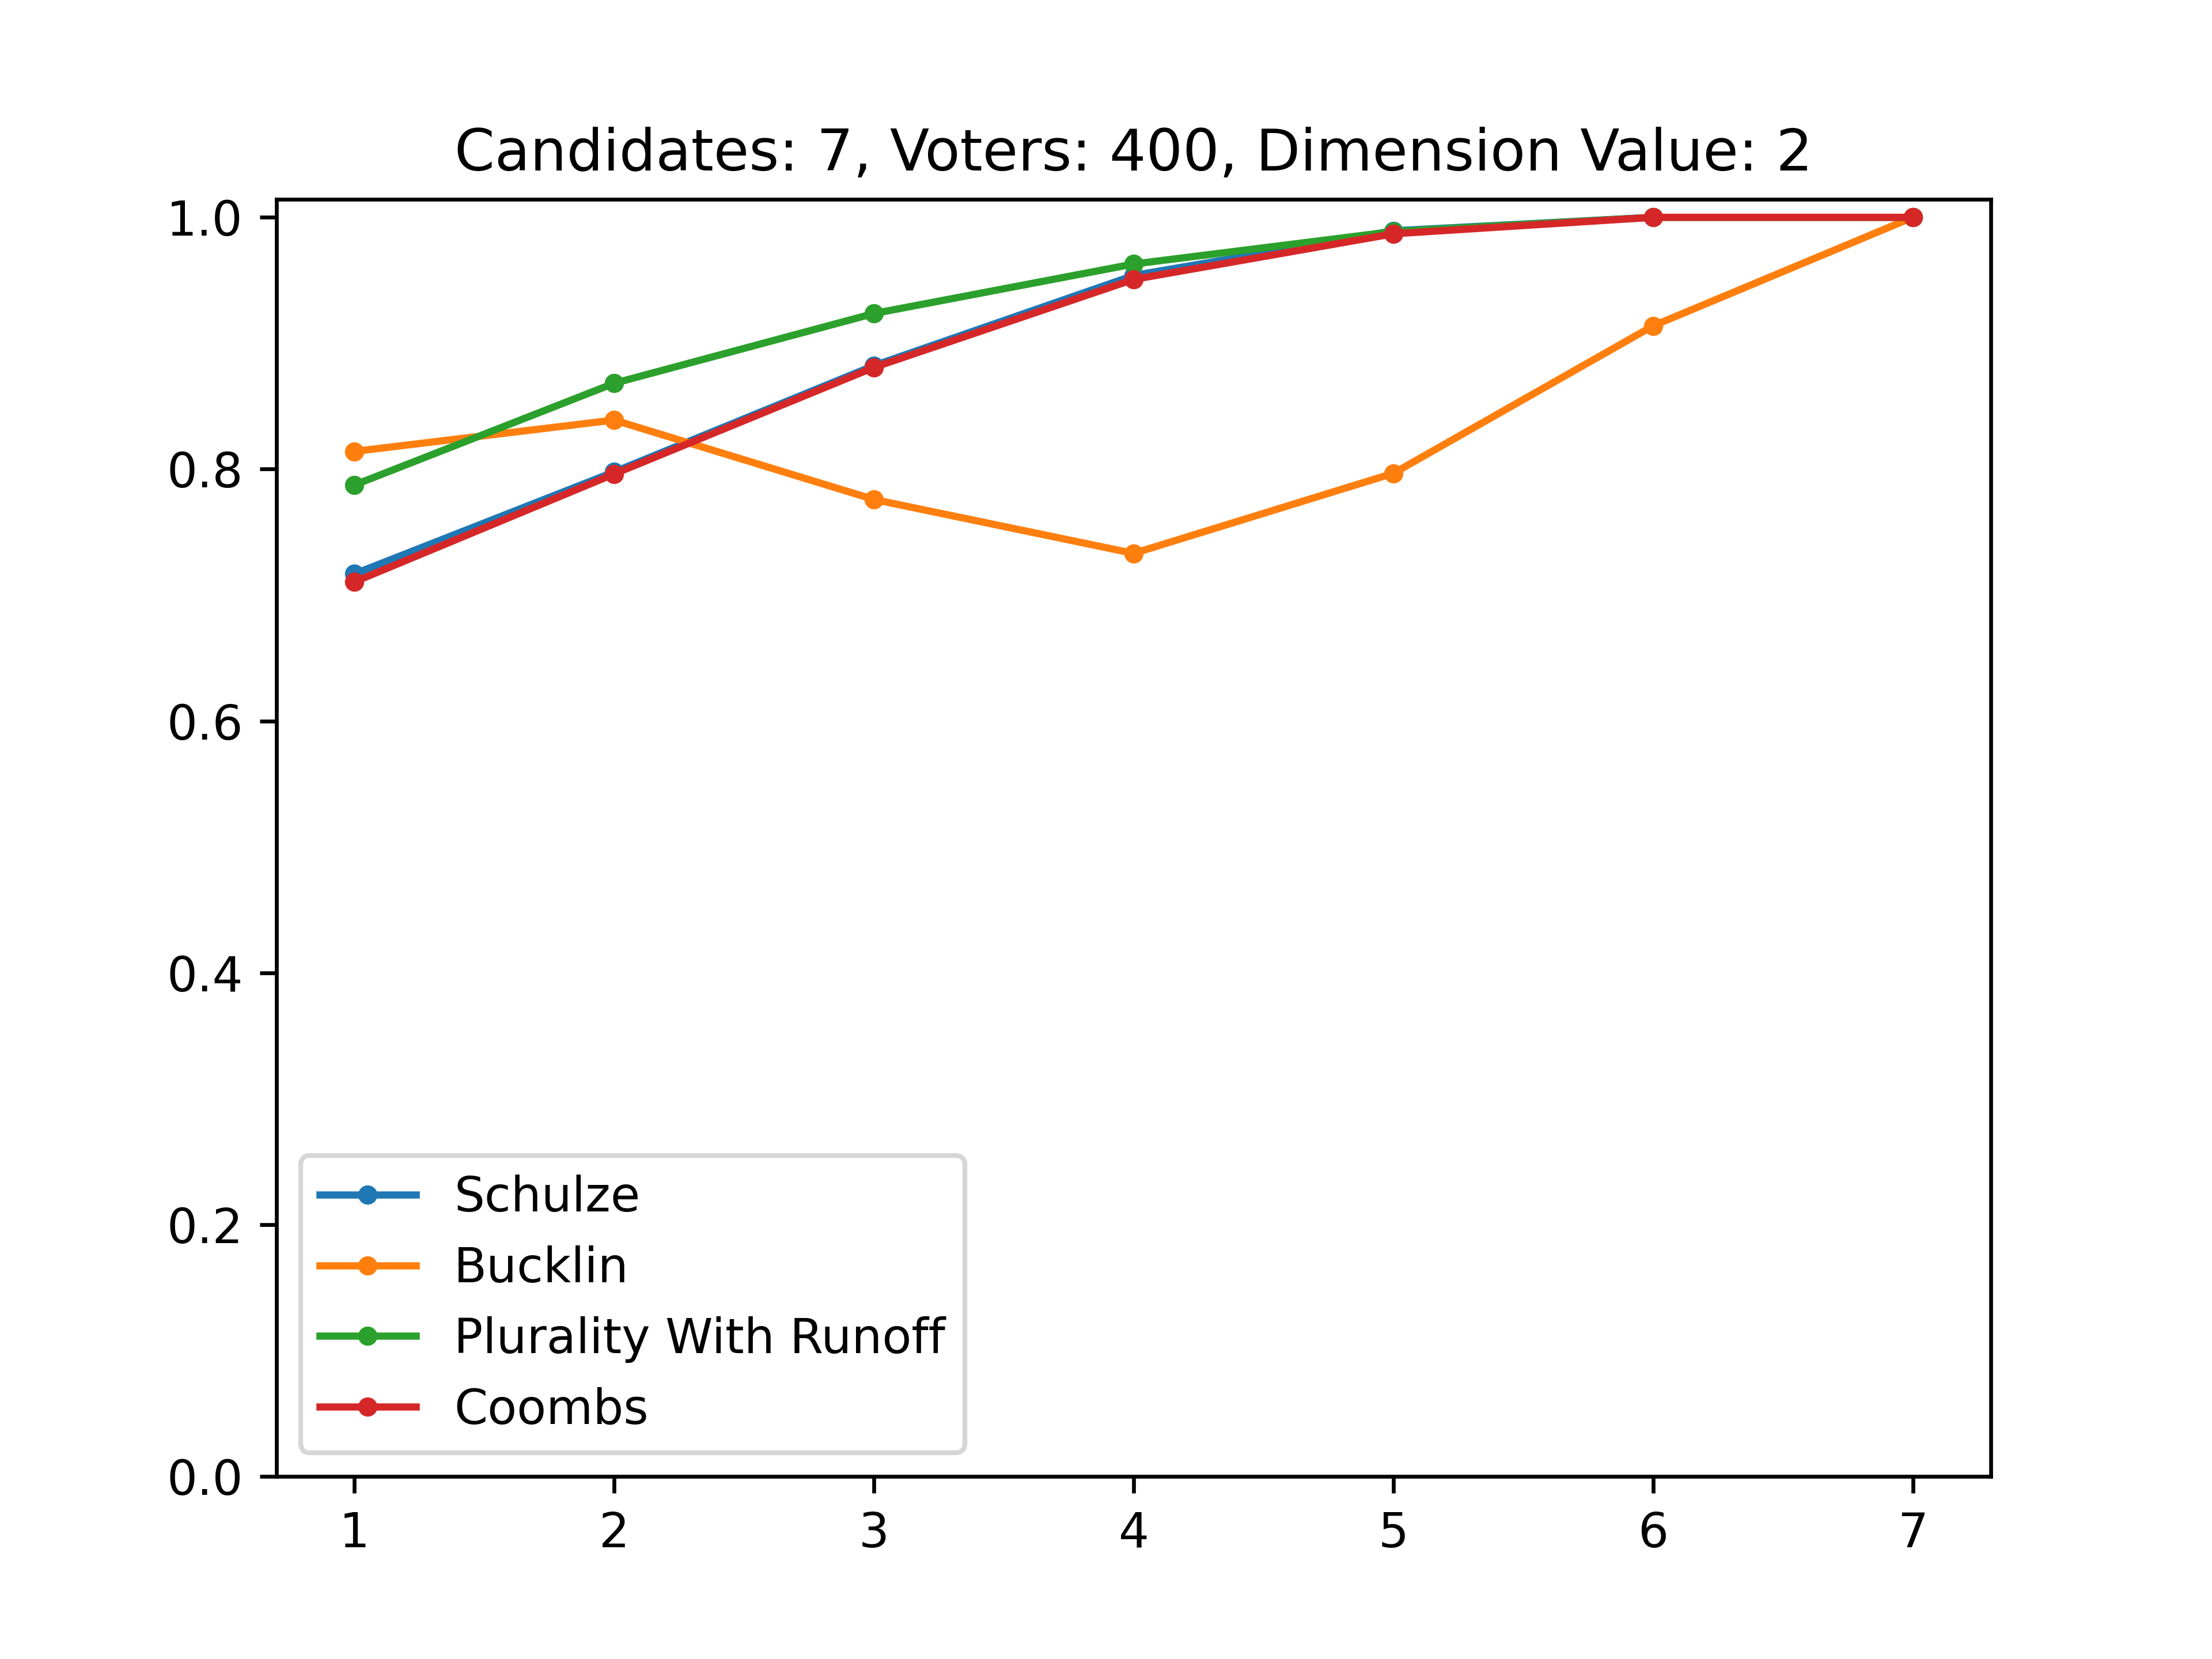 Candidates: 7, Voters: 400, Dimension Value: 2
1.0
0.8
0.6
0.4
0.2
0.0
Schulze
Bucklin
Plurality With Runoff
Coombs
1 2 3 4 5 6 7